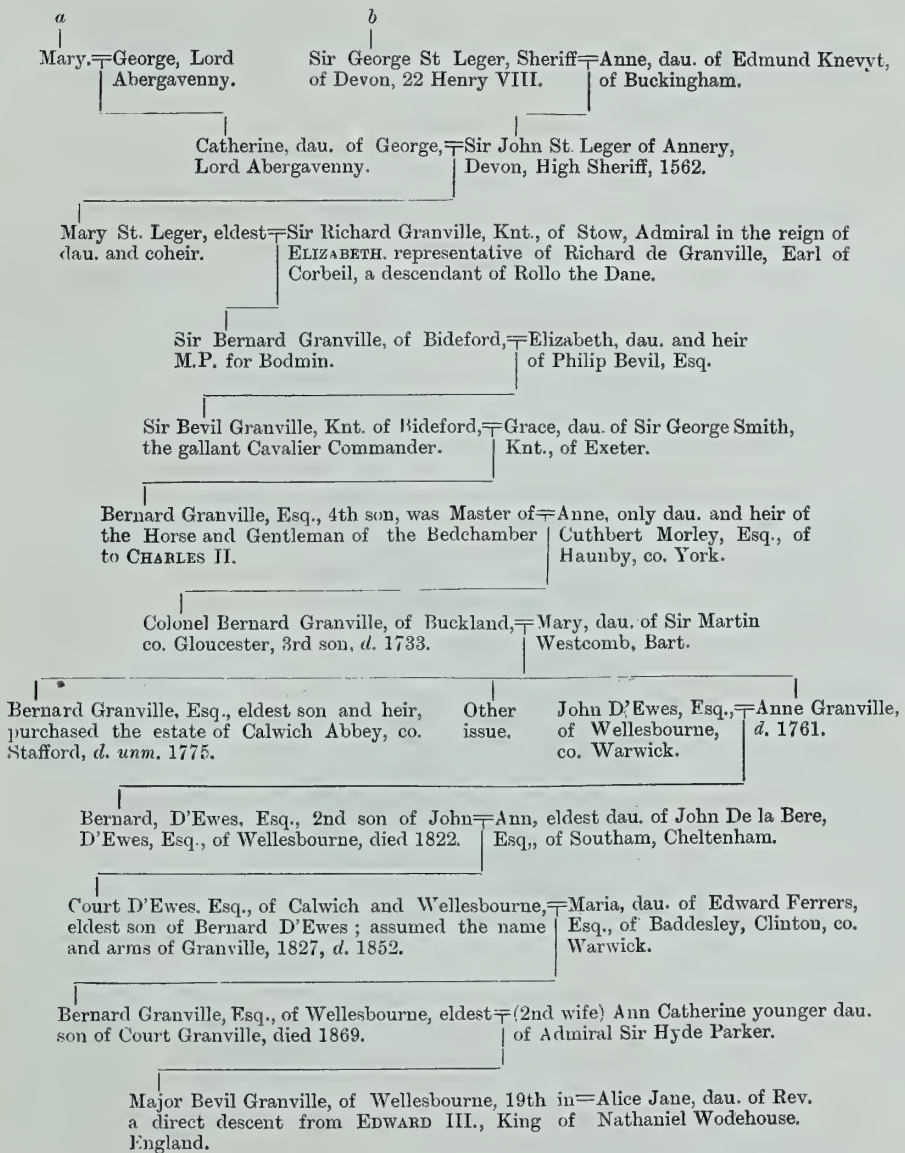 a b
Mary. George, Lord Abergavenny.
Sir George St Leger, Sheriff of Devon, 22 Henry VIII. Anne, dau. of Edmund Knevyt, of Buckingham.
Catherine, dau. of George, Sir John St. Leger of Annery,
Lord Abergavenny. Devon, High Sheriff, 1562.
Mary St. Leger, eldest Sir Richard Granville, Knt., of Stow, Admiral in the reign of
dau. and coheir. ELIZABETH. representative of Richard de Granville, Earl of
Corbeil, a descendant of Rollo the Dane.
Sir Bernard Granville, of Bideford, Elizabeth, dau. and heir
M.P. for Bodmin. of Philip Bevil, Esq.
Sir Bevil Granville, Knt. of Bideford, Grace, dau. of Sir George Smith,
the gallant Cavalier Commander. Knt., of Exeter.
Bernard Granville, Esq., 4th son, was Master of Anne, only dau. and heir of
the Horse and Gentleman of the Bedchamber Cuthbert Morley, Esq., of
to CHARLES II. Haunby, co. York.
Colonel Bernard Granville, of Buckland, Mary, dau. of Sir Martin
co. Gloucester, 3rd son, d. 1733. Westcomb, Bart.
Bernard Granville, Esq., eldest son and heir, Other John D'Ewes, Esq., Anne Granville,
purchased the estate of Calwich Abbey, co. issue. of Wellesbourne, d. 1761.
Stafford, d. unm. 1775. co. Warwick.
Bernard, D'Ewes, Esq., 2nd son of John Ann, eldest dau. of John De la Bere,
D'Ewes, Esq., of Wellesbourne, died 1822. Esq,, of Southam, Cheltenham.
Court D'Ewes, Esq., of Calwich and Wellesbourne, Maria, dau. of Edward Ferrers,
eldest son of Bernard D'Ewes ; assumed the name Esq., of Baddesley, Clinton, co.
and arms of Granville, 1827, d. 1852. Warwick.
Bernard Granville, Esq., of Wellesbourne, eldest (2nd wife) Ann Catherine younger dau.
son of Court Granville, died 1869. of Admiral Sir Hyde Parker.
Major Bevil Granville, of Wellesbourne, 19th in = Alice Jane, dau. of Rev.
a direct descent from EDWARD III., King of Nathaniel Wodehouse.
England.